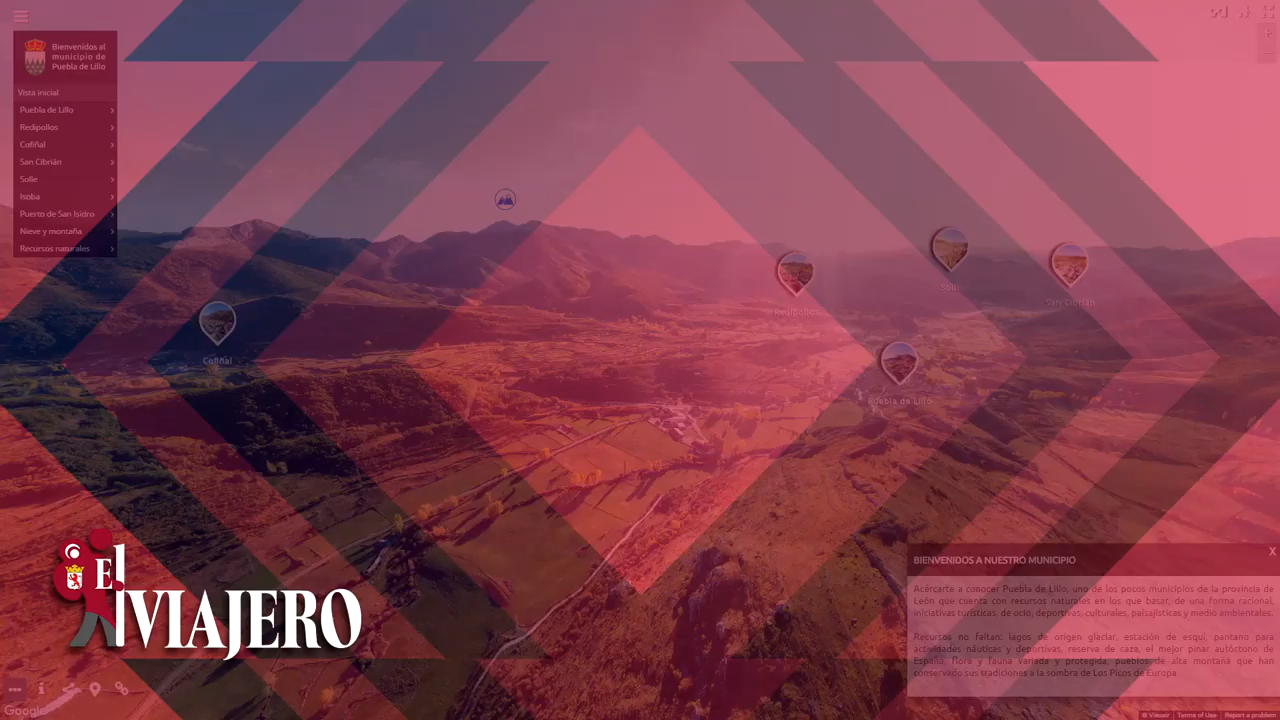 Bienvenidos al
municipio de
Puebla de Lillo
Vista inicial
Puebla de Lillo
Redipollos
Cofiñal
San Cibrián
Solle
Isoba
Puerto de San Isidro
Nieve y montaña
Recursos naturales
Solle
San Cibrián
Redipollos
Cofiñal
Puebla de Lillo
El
VIAJERO
BIENVENIDOS A NUESTRO MUNICIPIO
X
Acércarte a conocer Puebla de Lillo, uno de los pocos municipios de la provincia de
León que cuenta con recursos naturales en los que basar, de una forma racional,
iniciativas turísticas, de ocio, deportivas, culturales, paisajísticas y medio ambientales.
Recursos no faltan: lagos de origen glaciar, estación de esquí, pantano para
actividades náuticas y deportivas, reserva de caza, el mejor pinar autóctono de
España, flora y fauna variada y protegida, pueblos de alta montaña que han
conservado sus tradiciones a la sombra de Los Picos de Europa
Google
© Visuair
Terms of Use
Report a problem